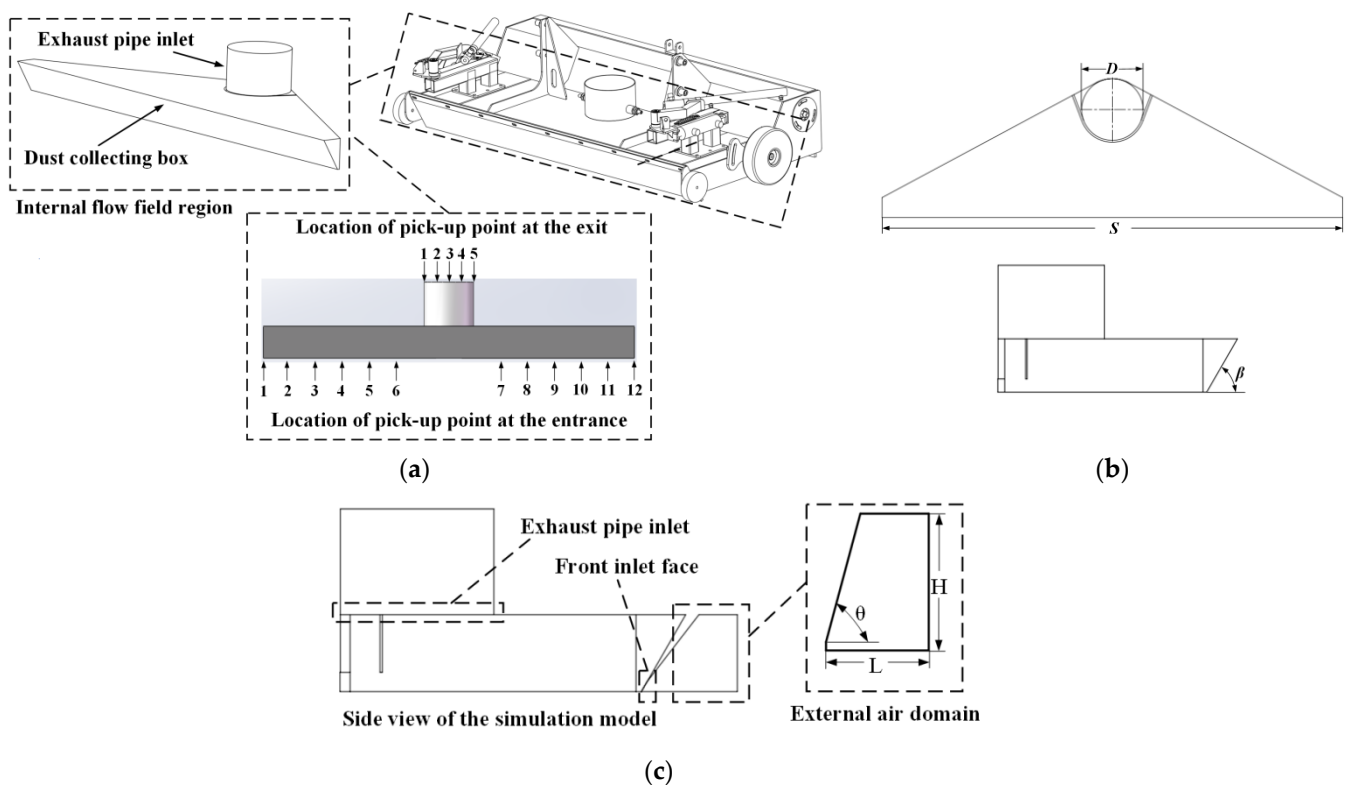 Exhaust pipe inlet
Dust collecting box
Internal flow field region
Location of pick-up point at the exit
1 2 3 4 5
1 2 3 4 5 6 7 8 9 10 11 12
Location of pick-up point at the entrance
(a)
D
S
β
(b)
Exhaust pipe inlet
Front inlet face
Side view of the simulation model
θ
H
L
External air domain
(c)